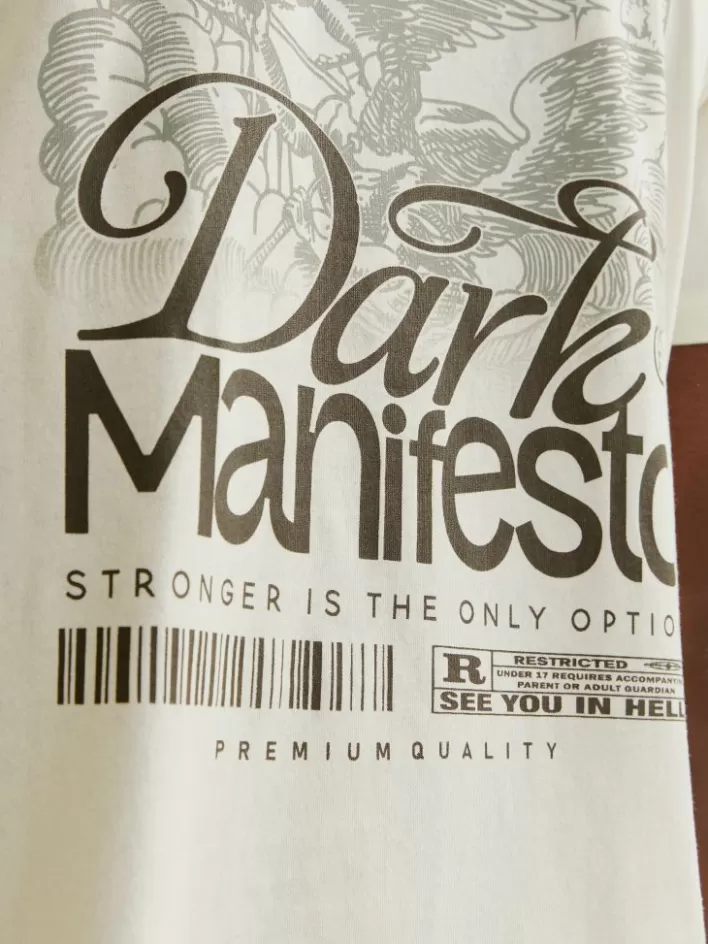 Dark
Manifesto
STRONGER IS THE ONLY OPTIO
R
RESTRICTED
UNDER 17 REQUIRES ACCOMPANYIN
PARENT OR ADULT GUARDIAN
SEE YOU IN HELL
PREMIUM QUALITY